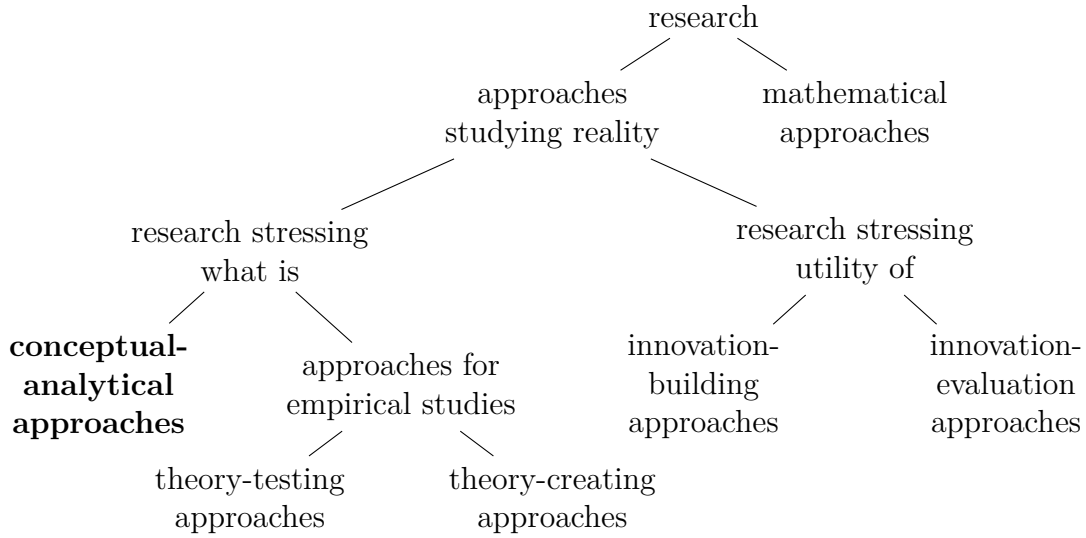 research
approaches
studying reality
mathematical
approaches
research stressing
what is
research stressing
utility of
conceptual-
analytical
approaches
approaches for
empirical studies
innovation-
building
approaches
innovation-
evaluation
approaches
theory-testing
approaches
theory-creating
approaches